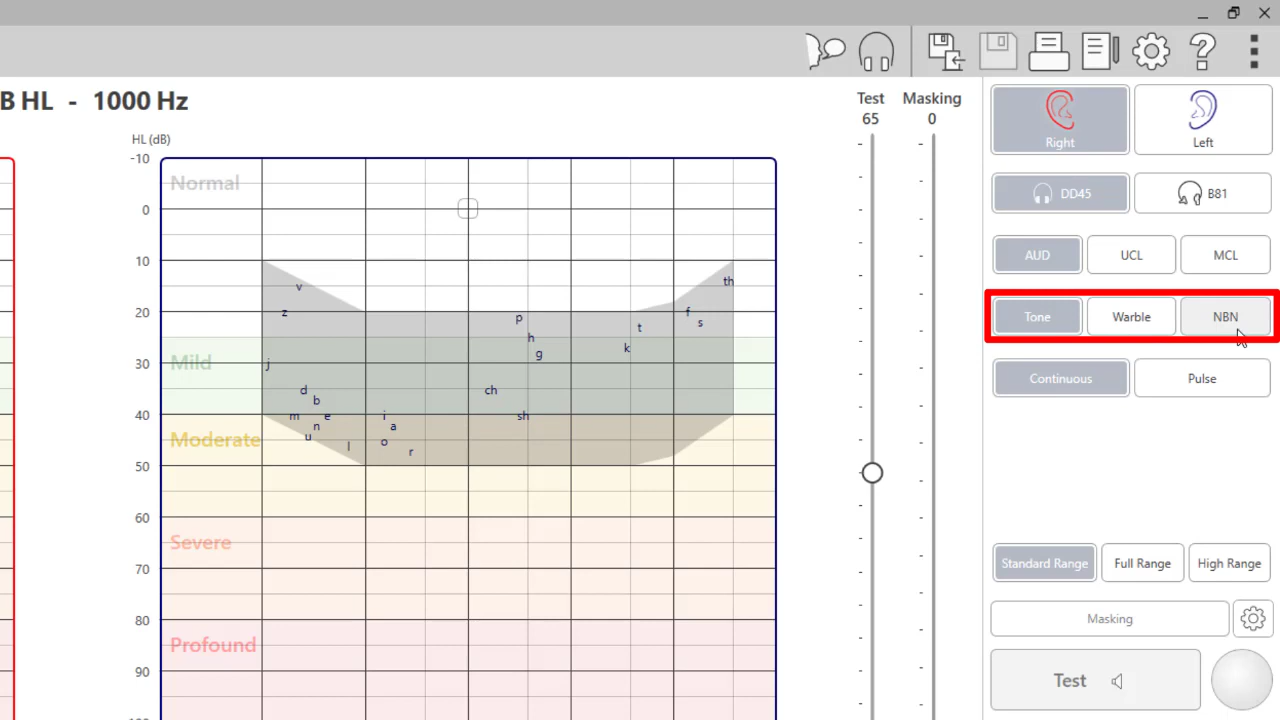 B HL - 1000 Hz
Test
65
Masking
0
HL (dB)
-10
0
10
20
30
40
50
60
70
80
90
Normal
Mild
Moderate
Severe
Profound
v
th
z
p
f
s
t
h
k
g
j
d
ch
b
m
e
i
sh
n
a
u
o
l
r
Right
Left
DD45
B81
AUD
UCL
MCL
Tone
Warble
NBN
Continuous
Pulse
Standard Range
Full Range
High Range
Masking
Test